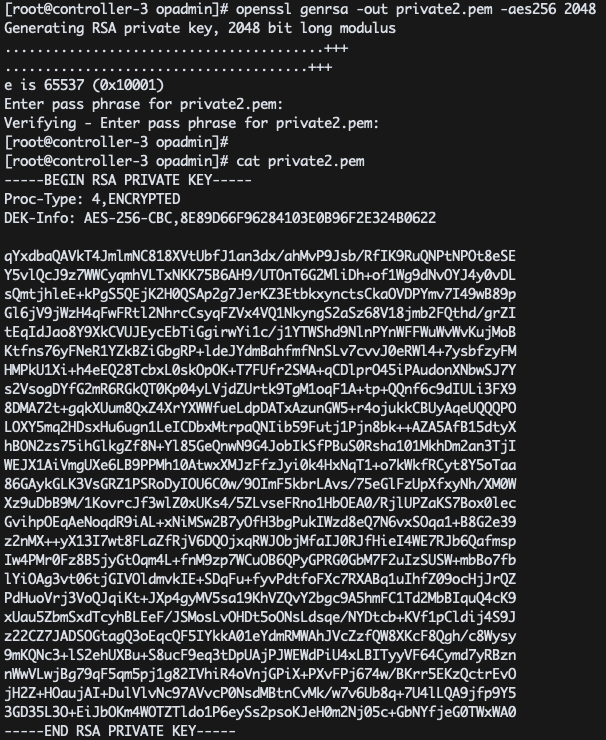 [root@controller-3 opadmin]# openssl genrsa -out private2.pem -aes256 2048
Generating RSA private key, 2048 bit long modulus
.......................................+++
.....................................+++
e is 65537 (0x10001)
Enter pass phrase for private2.pem:
Verifying - Enter pass phrase for private2.pem:
[root@controller-3 opadmin]#
[root@controller-3 opadmin]# cat private2.pem
-----BEGIN RSA PRIVATE KEY-----
Proc-Type: 4,ENCRYPTED
DEK-Info: AES-256-CBC,8E89D66F96284103E0B96F2E324B0622
qYxdbaQAVkT4JmlmNC818XVtUbfJ1an3dx/ahMvP9Jsb/RfIK9RuQNPtNPOt8eSE
Y5vlQcJ9z7WWCyqmhVLTxNKK75B6AH9/UTOnT6G2MliDh+of1Wg9dNvOYJ4y0vDL
sQmtjhleE+kPgS5QEjK2H0QSAp2g7JerKZ3EtbkxynctsCkaOVDPYmv7I49wB89p
Gl6jV9jWzH4qFwFRtl2NhrcCsyqFZVx4VQ1NkyngS2aSz68V18jmb2FQthd/grZI
tEqIdJao8Y9XkCVUJEycEbTiGgirwYi1c/j1YTWShd9NlnPYnWFFWuWvWvKujMoB
Ktfns76yFNeR1YZkBZiGbgRP+ldeJYdmBahfmfNnSLv7cvvJ0eRWl4+7ysbfzyFM
HMPkU1Xi+h4eEQ28TcbxL0skOpOK+T7FUfr2SMA+qCDlprO45iPAudonXNbwSJ7Y
s2VsogDYfG2mR6RGkQT0Kp04yLVjdZUrtk9TgM1oqF1A+tp+QQnf6c9dIULi3FX9
8DMA72t+gqkXUum8QxZ4XrYXWWfueLdpDATxAzunGW5+r4ojukkCBUyAqeUQQQPO
LOXY5mq2HDsxHu6ugn1LeICDbxMtrpaQNIib59Futj1Pjn8bk++AZA5AfB15dtyX
hBON2zs75ihGlkgZf8N+Yl85GeQnwN9G4JobIkSfPBuS0Rsha101MkhDm2an3TjI
WEJX1AiVmgUXe6LB9PPMh10AtwxXMJzFfzJyi0k4HxNqT1+o7kWkfRCyt8Y5oTaa
86GAykGLK3VsGRZ1PSRoDyIOU6C0w/9OImF5kbrLAvs/75eGlFzUpXfxyNh/XM0W
Xz9uDbB9M/1KovrcJf3wlZ0xUKs4/5ZLvseFRno1HbOEA0/RjlUPZaKS7Box0lec
GvihpOEqAeNoqdR9iAL+xNiMSw2B7yOfH3bgPukIWzd8eQ7N6vxSOqa1+B8G2e39
z2nMX++yX13I7wt8FLaZfRjV6DQOjxqRWJObjMfaIJ0RJfHieI4WE7RJb6Qafmsp
Iw4PMr0Fz8B5jyGtOqm4L+fnM9zp7WCuOB6QPyGPRG0GbM7F2uIzSUSW+mbBo7fb
lYiOAg3vt06tjGIVOldmvkIE+SDqFu+fyvPdtfoFXc7RXABq1uIhfZ09ocHjJrQZ
PdHuoVrj3VoQJqiKt+JXp4gyMV5sa19KhVZQvY2bgc9A5hmFC1Td2MbBIquQ4cK9
xUau5ZbmSxdTcyhBLEeF/JSMosLvOHDt5oONsLdsqe/NYDtcb+KVf1pCldij4S9J
z22CZ7JADSOGtagQ3oEqcQF5IYkkA01eYdmRMWAhJVcZzfQW8XKcF8Qgh/c8Wysy
9mKQNc3+lS2ehUXBu+S8ucF9eq3tDpUAjPJWEWdPiU4xLBITyyVF64Cymd7yRBzn
nWwVLwjBg79qF5qm5pj1g82IVhiR4oVnjGPiX+PXvFPj674w/BKrr5EKzQctrEvO
jH2Z+HOaujAI+DulVlvNc97AVvcP0NsdMBtnCvMk/w7v6Ub8q+7U4lLQA9jfp9Y5
3GD35L3O+EiJbOKm4WOTZTldo1P6eySs2psoKJeH0m2Nj05c+GbNYfjeG0TWxWA0
-----END RSA PRIVATE KEY-----